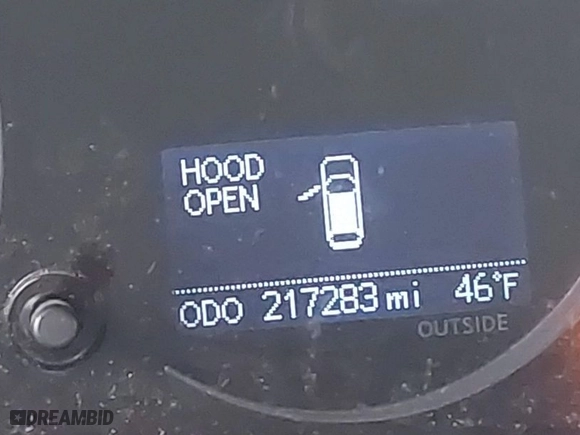 HOOD
OPEN
ODO 217283 mi 46°F
OUTSIDE
DREAMBID